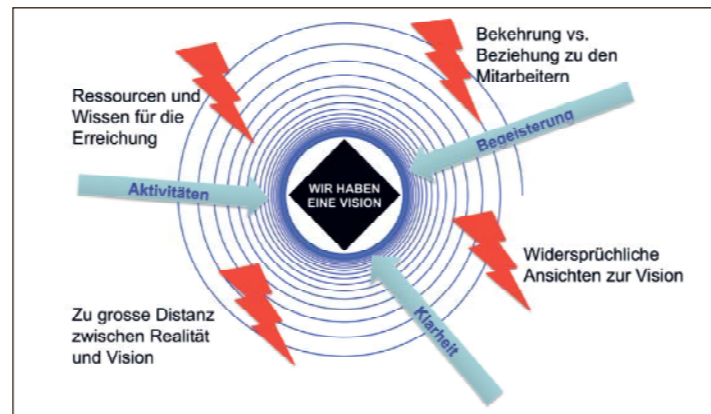 Bekehrung vs.
Beziehung zu den
Mitarbeitern
Ressourcen und
Wissen für die
Erreichung
Begeisterung
Aktivitäten
WIR HABEN
EINE VISION
Widersprüchliche
Ansichten zur Vision
Zu grosse Distanz
zwischen Realität
und Vision
Klarheit